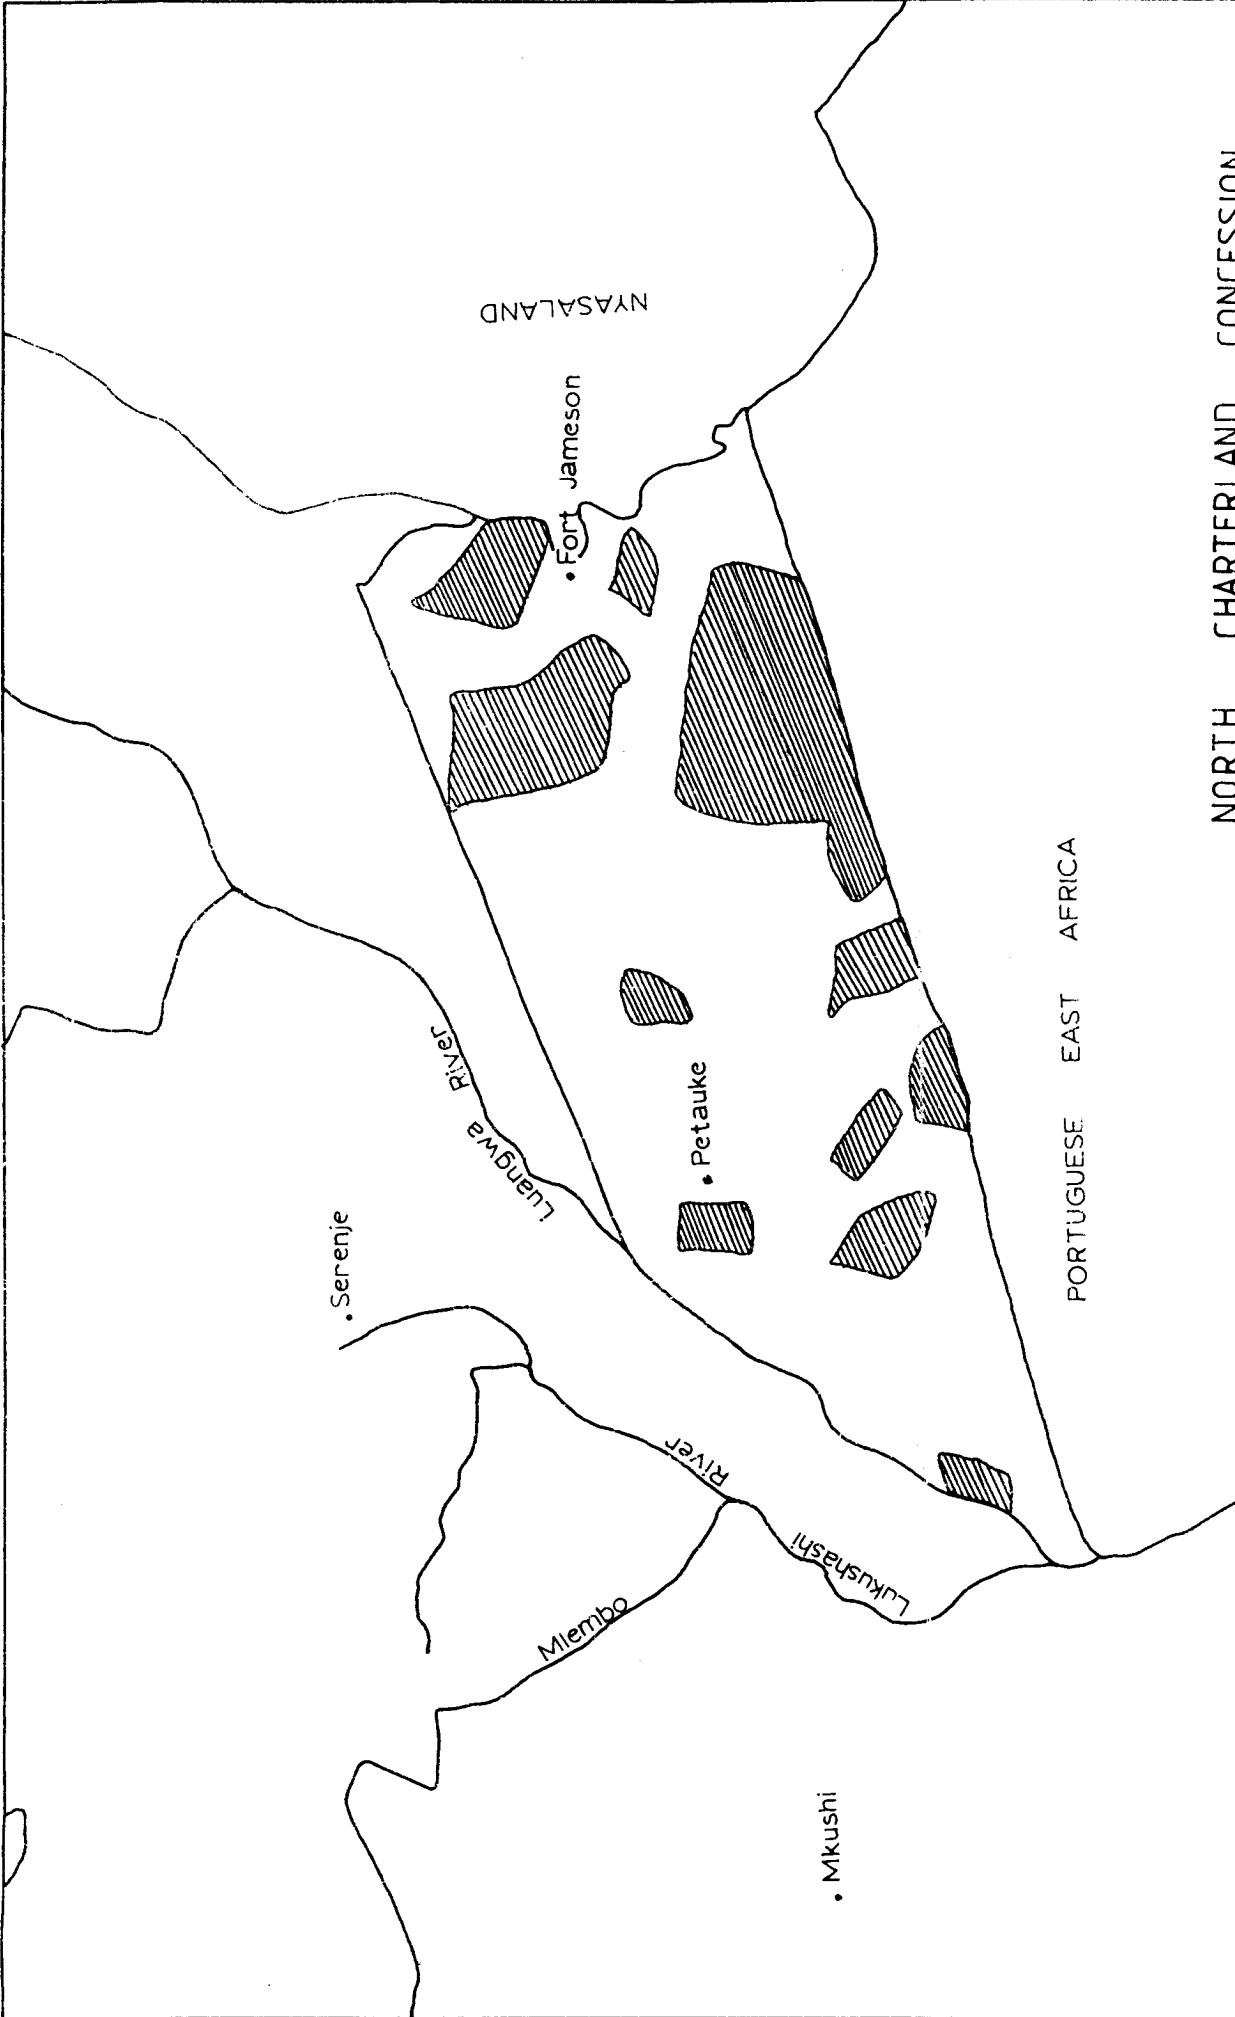 Serenje
Luangwa River
NYASALAND
Fort Jameson
Petauke
Lukushashi River
Mlembo
Mkushi
PORTUGUESE EAST AFRICA
NORTH CHARTERLAND CONCESSION